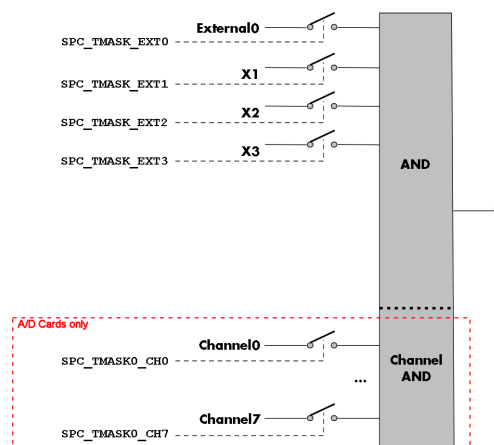 External0
SPC_TMASK_EXT0
X1
SPC_TMASK_EXT1
X2
SPC_TMASK_EXT2
X3
SPC_TMASK_EXT3
AND
A/D Cards only
Channel0
SPC_TMASK0_CH0
Channel
AND
...
Channel7
SPC_TMASK0_CH7